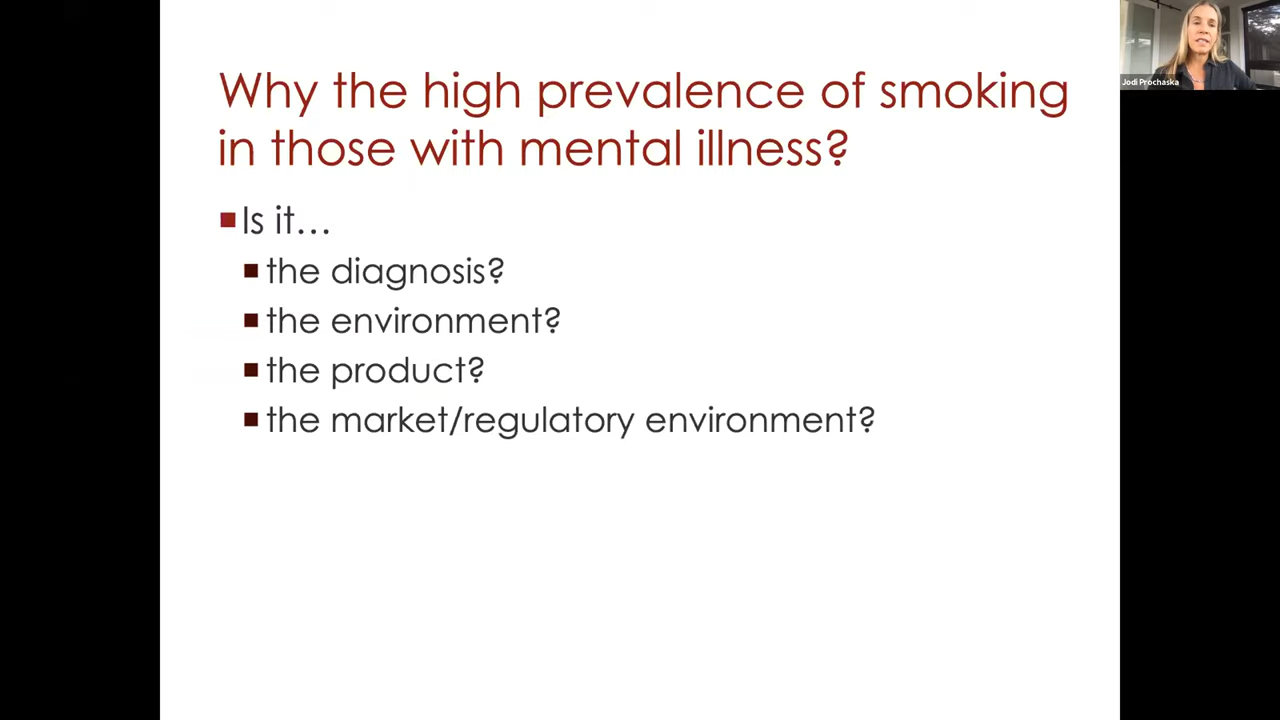 Why the high prevalence of smoking
in those with mental illness?
Is it...
the diagnosis?
the environment?
the product?
the market/regulatory environment?
Jodi Prochaska